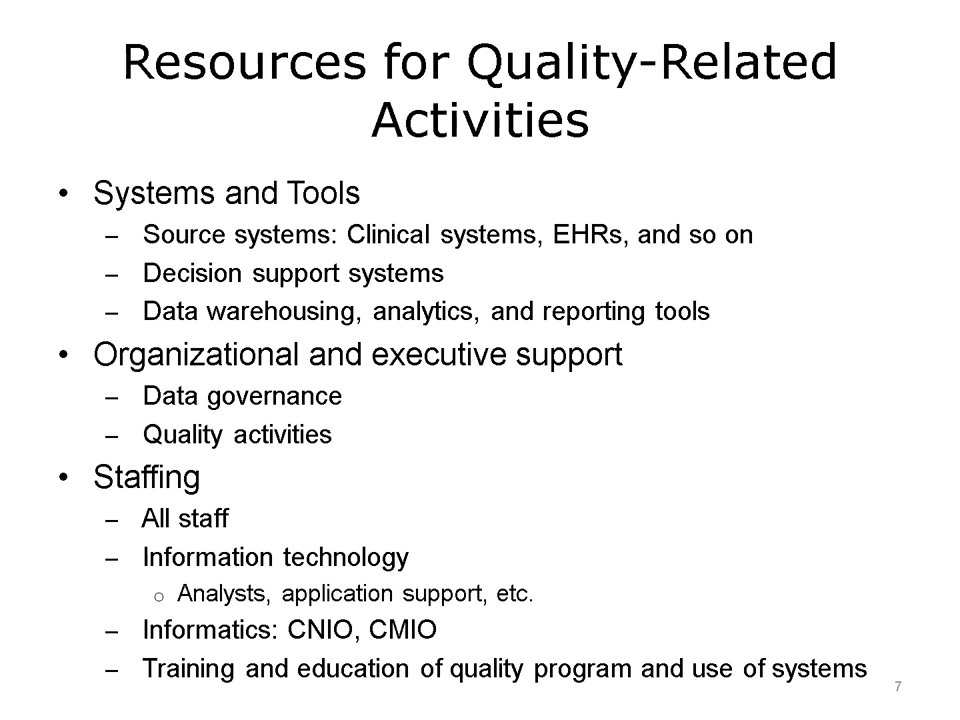 Resources for Quality-Related
Activities
• Systems and Tools
– Source systems: Clinical systems, EHRs, and so on
– Decision support systems
– Data warehousing, analytics, and reporting tools
• Organizational and executive support
– Data governance
– Quality activities
• Staffing
– All staff
– Information technology
o Analysts, application support, etc.
– Informatics: CNIO, CMIO
– Training and education of quality program and use of systems
7